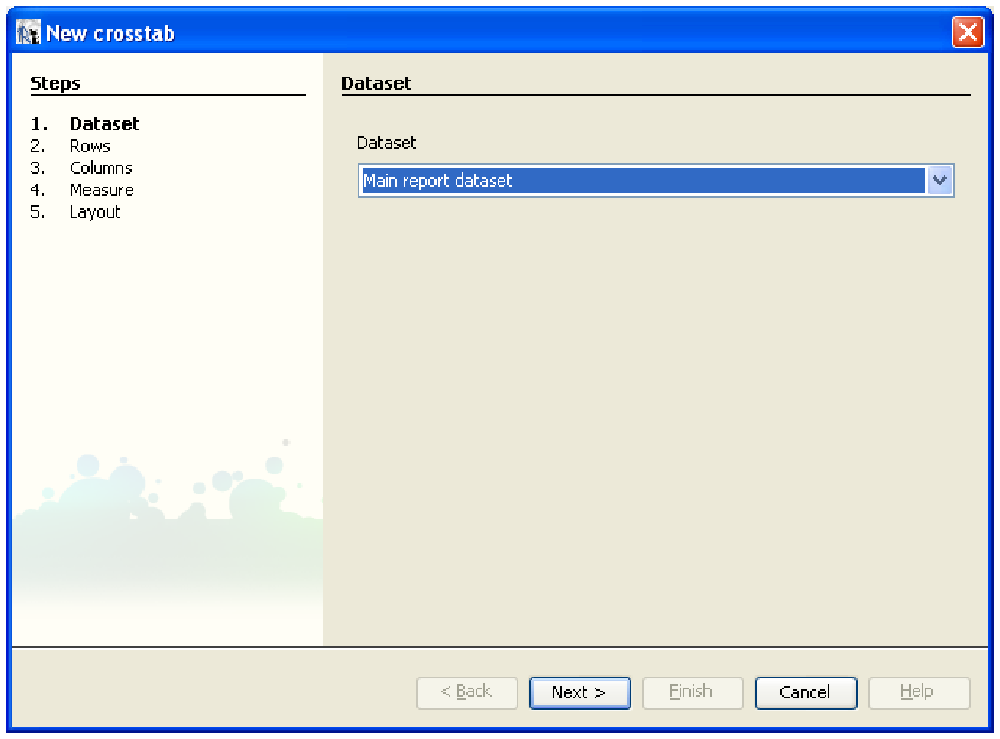 New crosstab
Steps
1. Dataset
2. Rows
3. Columns
4. Measure
5. Layout
Dataset
Dataset
Main report dataset
< Back
Next >
Finish
Cancel
Help